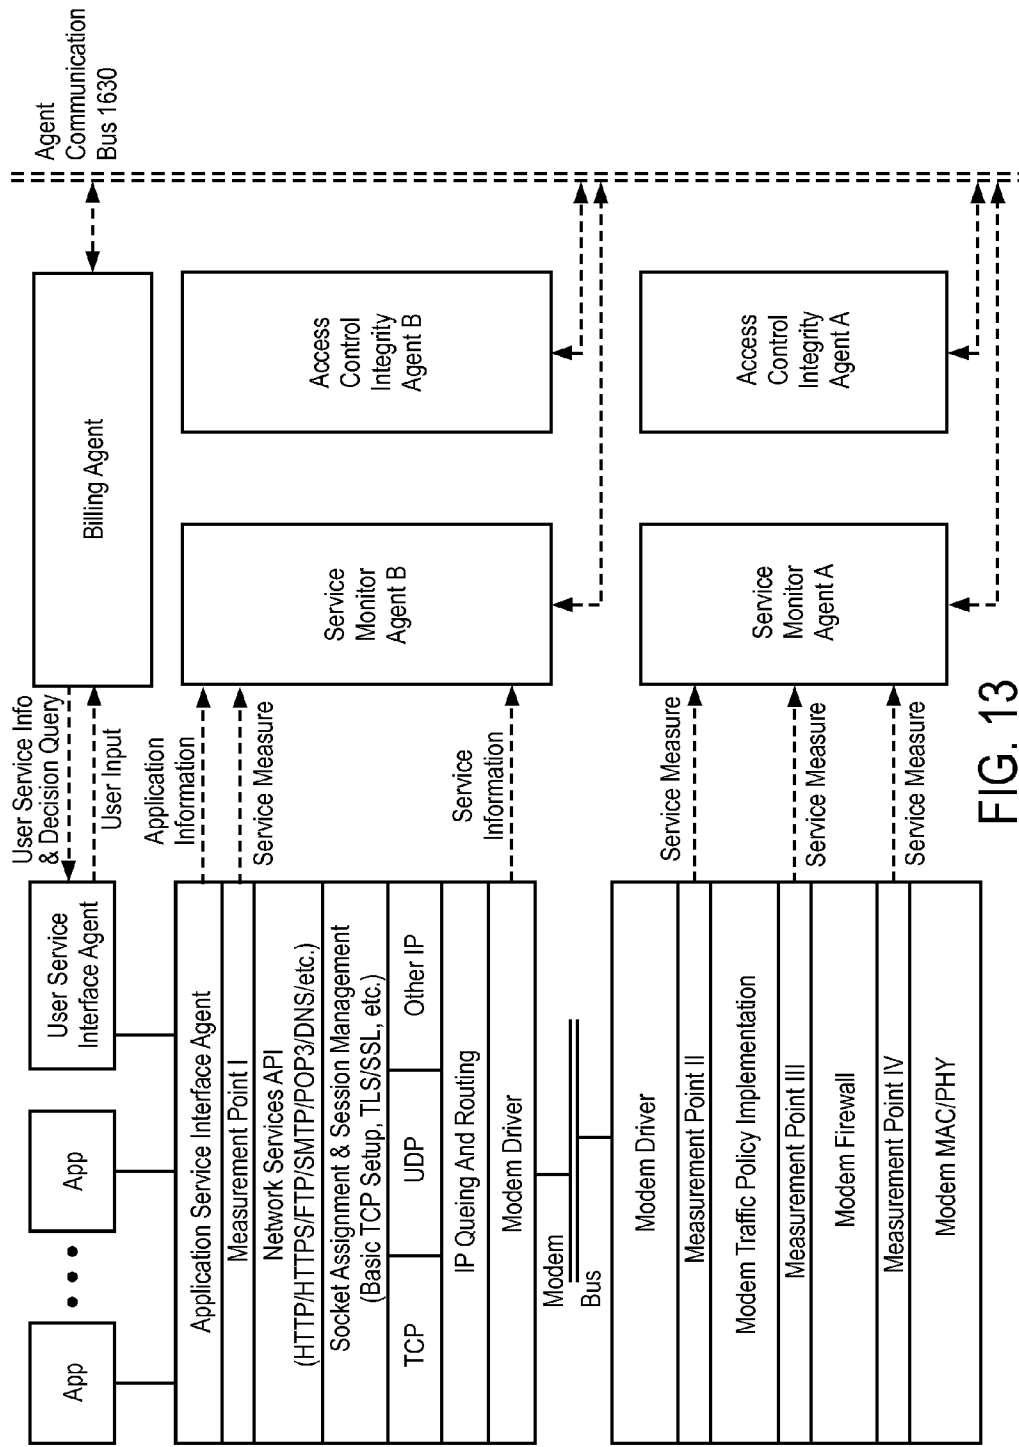 Agent
Communication
Bus 1630
User Service Info
& Decision Query
User Input
Billing Agent
User Service
Interface Agent
App
App
Application Service Interface Agent
Measurement Point I
Network Services API
(HTTP/HTTPS/FTP/SMTP/POP3/DNS/etc.)
Socket Assignment & Session Management
(Basic TCP Setup, TLS/SSL, etc.)
TCP
UDP
Other IP
IP Queing And Routing
Modem Driver
Application
Information
Service Measure
Service
Information
Service
Monitor
Agent B
Access
Control
Integrity
Agent B
Modem
Bus
Modem Driver
Measurement Point II
Modem Traffic Policy Implementation
Measurement Point III
Modem Firewall
Measurement Point IV
Modem MAC/PHY
Service Measure
Service Measure
Service Measure
Service
Monitor
Agent A
Access
Control
Integrity
Agent A
FIG. 13